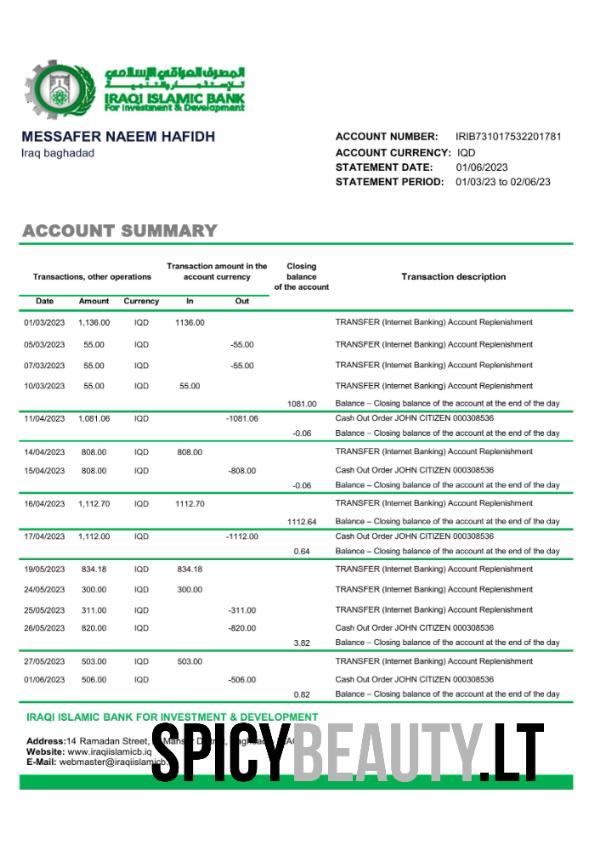 المصرف العراقي الإسلامي
للإستثمار والتنمية
IRAQI ISLAMIC BANK
For Investment & Development
MESSAFER NAEEM HAFIDH
Iraq baghadad
ACCOUNT NUMBER: IRIB731017532201781
ACCOUNT CURRENCY: IQD
STATEMENT DATE: 01/06/2023
STATEMENT PERIOD: 01/03/23 to 02/06/23
ACCOUNT SUMMARY
Transactions, other operations
Transaction amount in the
account currency
Closing
balance
of the account
Transaction description
Date Amount Currency In Out
01/03/2023 1,136.00 IQD 1136.00 TRANSFER (Internet Banking) Account Replenishment
05/03/2023 55.00 IQD -55.00 TRANSFER (Internet Banking) Account Replenishment
07/03/2023 55.00 IQD -55.00 TRANSFER (Internet Banking) Account Replenishment
10/03/2023 55.00 IQD 55.00 TRANSFER (Internet Banking) Account Replenishment
1081.00 Balance – Closing balance of the account at the end of the day
11/04/2023 1,081.06 IQD -1081.06 Cash Out Order JOHN CITIZEN 000308536
-0.06 Balance – Closing balance of the account at the end of the day
14/04/2023 808.00 IQD 808.00 TRANSFER (Internet Banking) Account Replenishment
15/04/2023 808.00 IQD -808.00 Cash Out Order JOHN CITIZEN 000308536
-0.06 Balance – Closing balance of the account at the end of the day
16/04/2023 1,112.70 IQD 1112.70 TRANSFER (Internet Banking) Account Replenishment
1112.64 Balance – Closing balance of the account at the end of the day
17/04/2023 1,112.00 IQD -1112.00 Cash Out Order JOHN CITIZEN 000308536
0.64 Balance – Closing balance of the account at the end of the day
19/05/2023 834.18 IQD 834.18 TRANSFER (Internet Banking) Account Replenishment
24/05/2023 300.00 IQD 300.00 TRANSFER (Internet Banking) Account Replenishment
25/05/2023 311.00 IQD -311.00 TRANSFER (Internet Banking) Account Replenishment
26/05/2023 820.00 IQD -820.00 Cash Out Order JOHN CITIZEN 000308536
3.82 Balance – Closing balance of the account at the end of the day
27/05/2023 503.00 IQD 503.00 TRANSFER (Internet Banking) Account Replenishment
01/06/2023 506.00 IQD -506.00 Cash Out Order JOHN CITIZEN 000308536
0.82 Balance – Closing balance of the account at the end of the day
IRAQI ISLAMIC BANK FOR INVESTMENT & DEVELOPMENT
Address:14 Ramadan Street,
Website: www.iraqiislamicb.iq
E-Mail: webmaster@iraqiislamicb
SPICYBEAUTY.LT